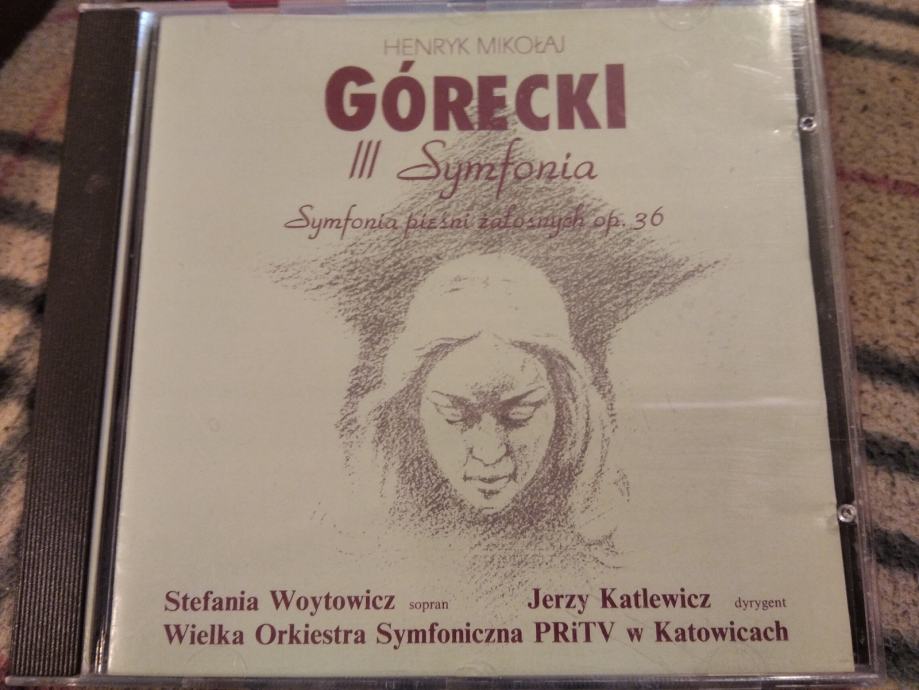 HENRYK MIKOŁAJ
GÓRECKI
III Symfonia
Symfonia pieśni żałosnych op. 36
Stefania Woytowicz sopran Jerzy Katlewicz dyrygent
Wielka Orkiestra Symfoniczna PRiTV w Katowicach